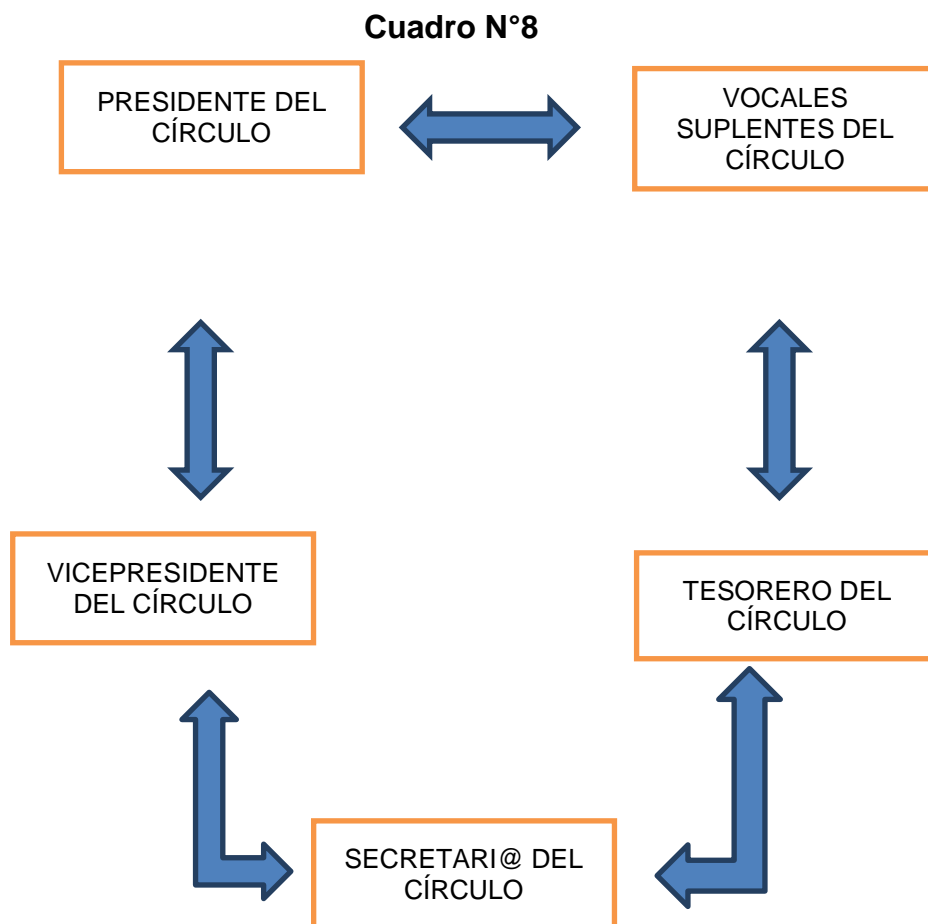 Cuadro N°8
PRESIDENTE DEL
CÍRCULO
VOCALES
SUPLENTES DEL
CÍRCULO
VICEPRESIDENTE
DEL CÍRCULO
TESORERO DEL
CÍRCULO
SECRETARI@ DEL
CÍRCULO